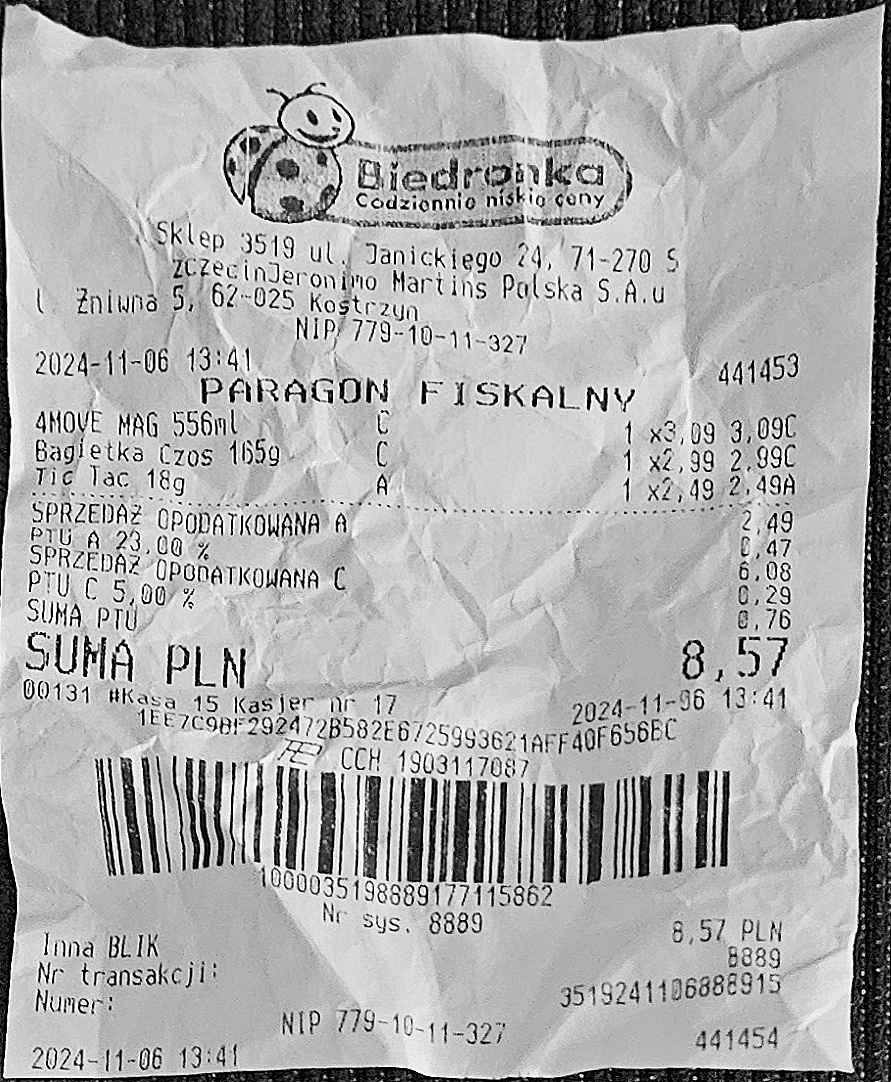 Biedronka
Codziennie niskie ceny
Sklep 3519 ul. Janickiego 24, 71-270 S
zczecinJeronimo Martins Polska S.A.u
l. Żniwna 5, 62-025 Kostrzyn
NIP 779-10-11-327
2024-11-06 13:41 441453
PARAGON FISKALNY
4MOVE MAG 556ml C 1 x3,09 3,09C
Bagietka Czos 165g C 1 x2,99 2,99C
Tic Tac 18g A 1 x2,49 2,49A
SPRZEDAŻ OPODATKOWANA A 2,49
PTU A 23,00 % 0,47
SPRZEDAŻ OPODATKOWANA C 6,08
PTU C 5,00 % 0,29
SUMA PTU 0,76
SUMA PLN 8,57
00131 #Kasa 15 Kasjer nr 17 2024-11-06 13:41
1EE7C9BF292472B582E6725993621AFF40F656BC
CCH 1903117087
1000035198889177115862
Nr sys. 8889
Inna BLIK 8,57 PLN
Nr transakcji: 8889
Numer: 3519241106888915
NIP 779-10-11-327
2024-11-06 13:41 441454